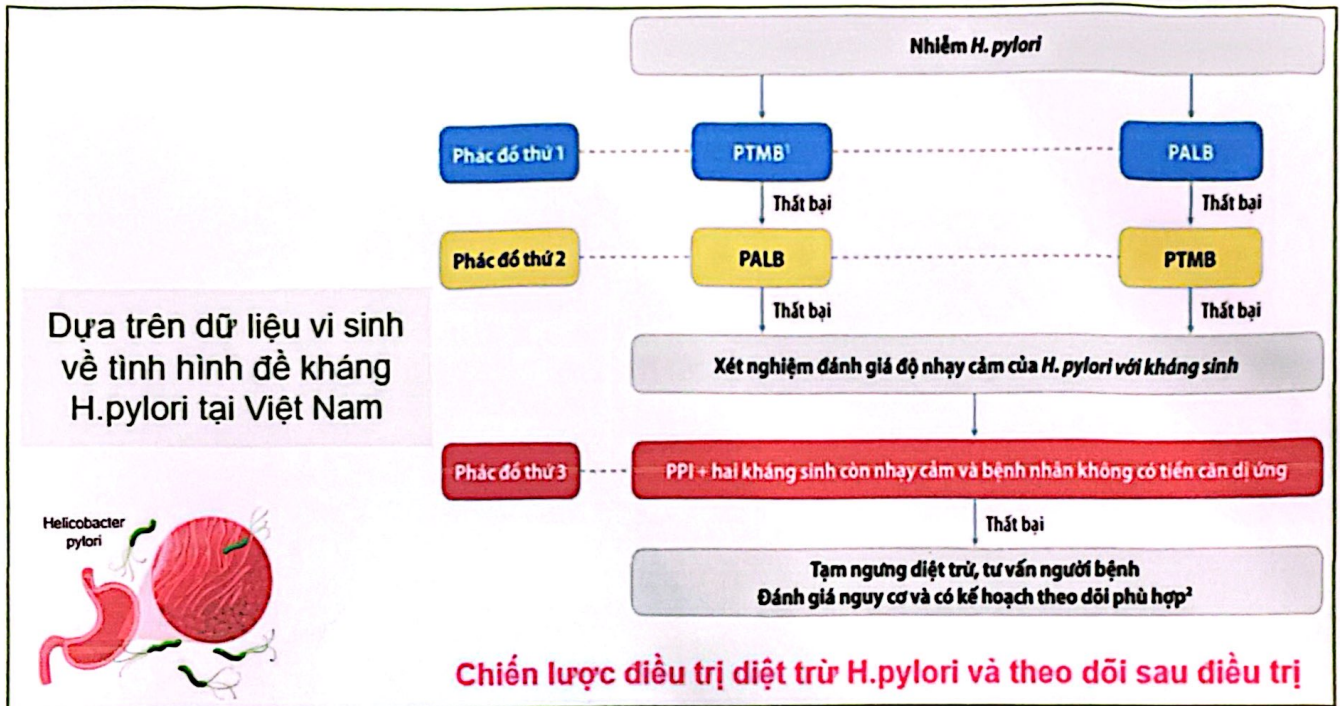 Nhiễm H. pylori
Phác đồ thứ 1
PTMB¹
PALB
Thất bại
Thất bại
Phác đồ thứ 2
PALB
PTMB
Thất bại
Thất bại
Dựa trên dữ liệu vi sinh
về tình hình đề kháng
H.pylori tại Việt Nam
Xét nghiệm đánh giá độ nhạy cảm của H. pylori với kháng sinh
Phác đồ thứ 3
PPI + hai kháng sinh còn nhạy cảm và bệnh nhân không có tiền căn dị ứng
Thất bại
Helicobacter
pylori
Tạm ngưng diệt trừ, tư vấn người bệnh
Đánh giá nguy cơ và có kế hoạch theo dõi phù hợp²
Chiến lược điều trị diệt trừ H.pylori và theo dõi sau điều trị